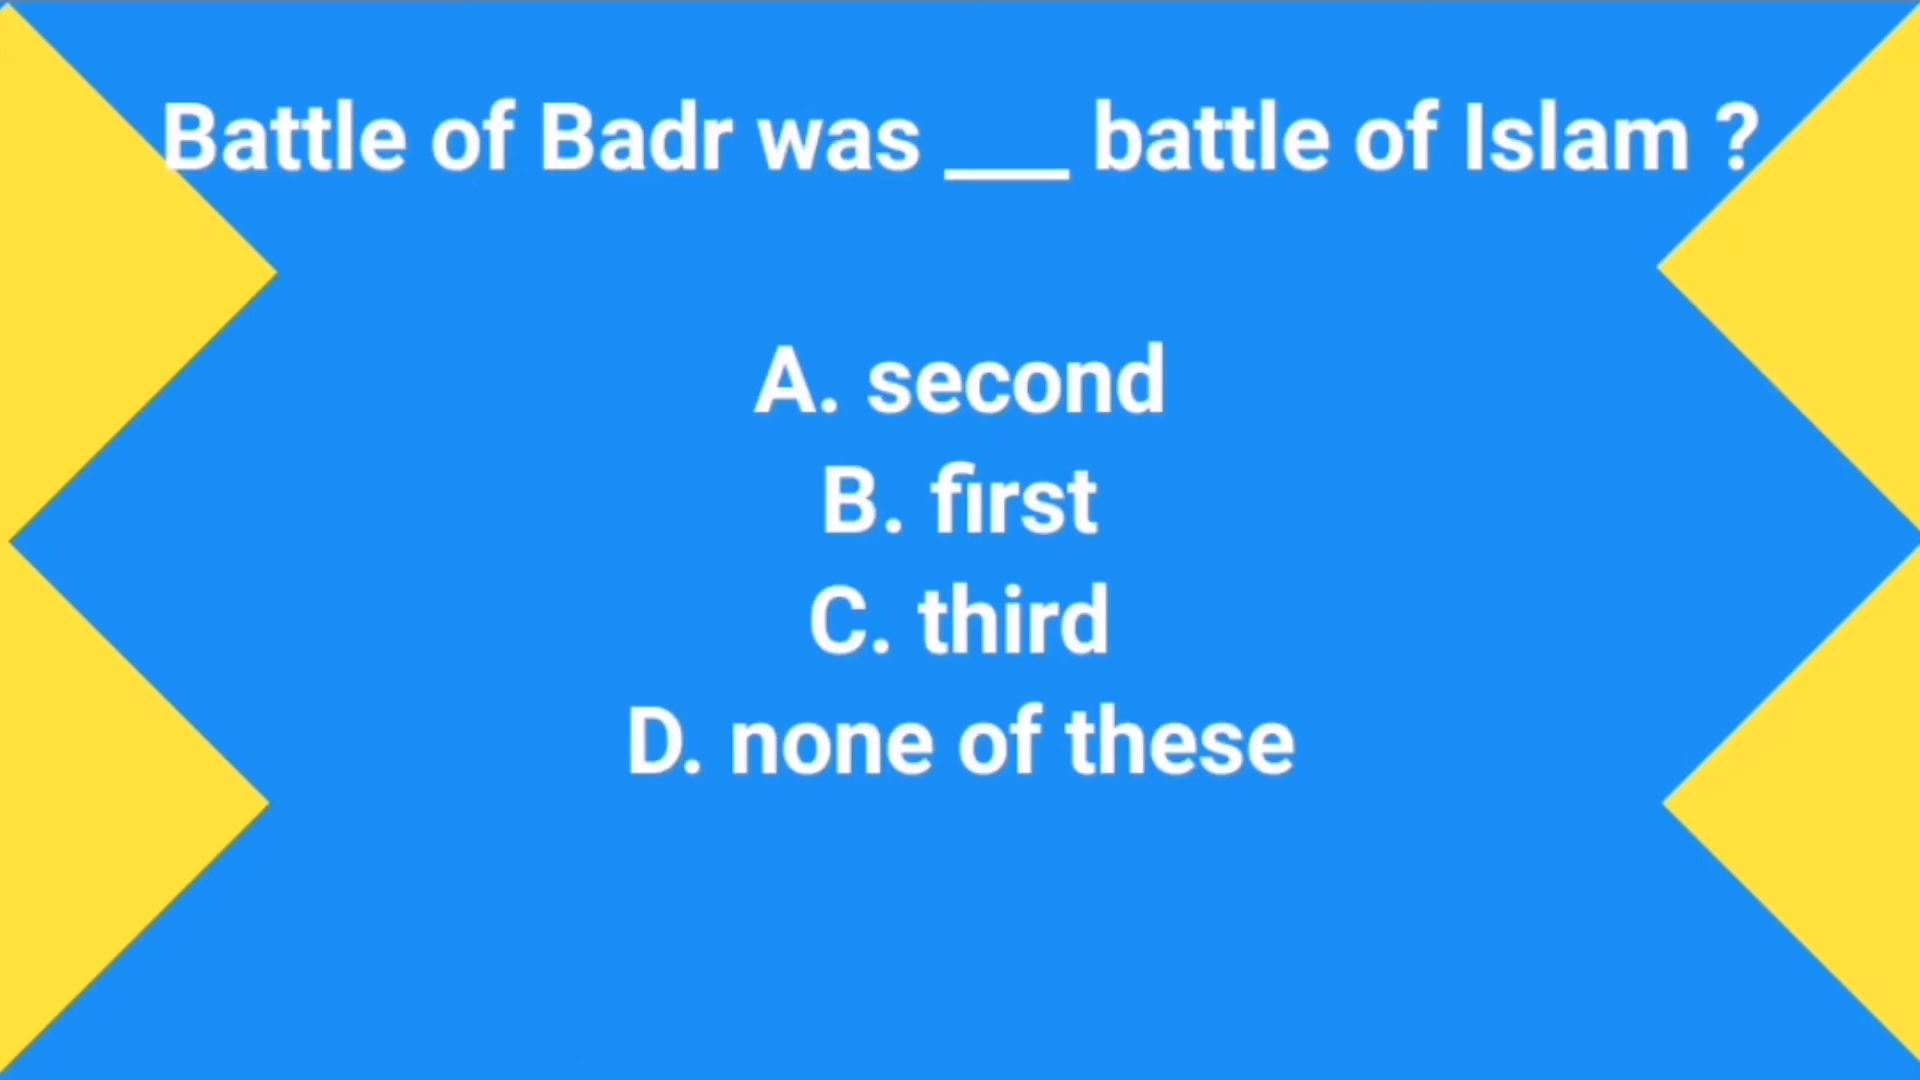 Battle of Badr was ___ battle of Islam ?
A. second
B. first
C. third
D. none of these